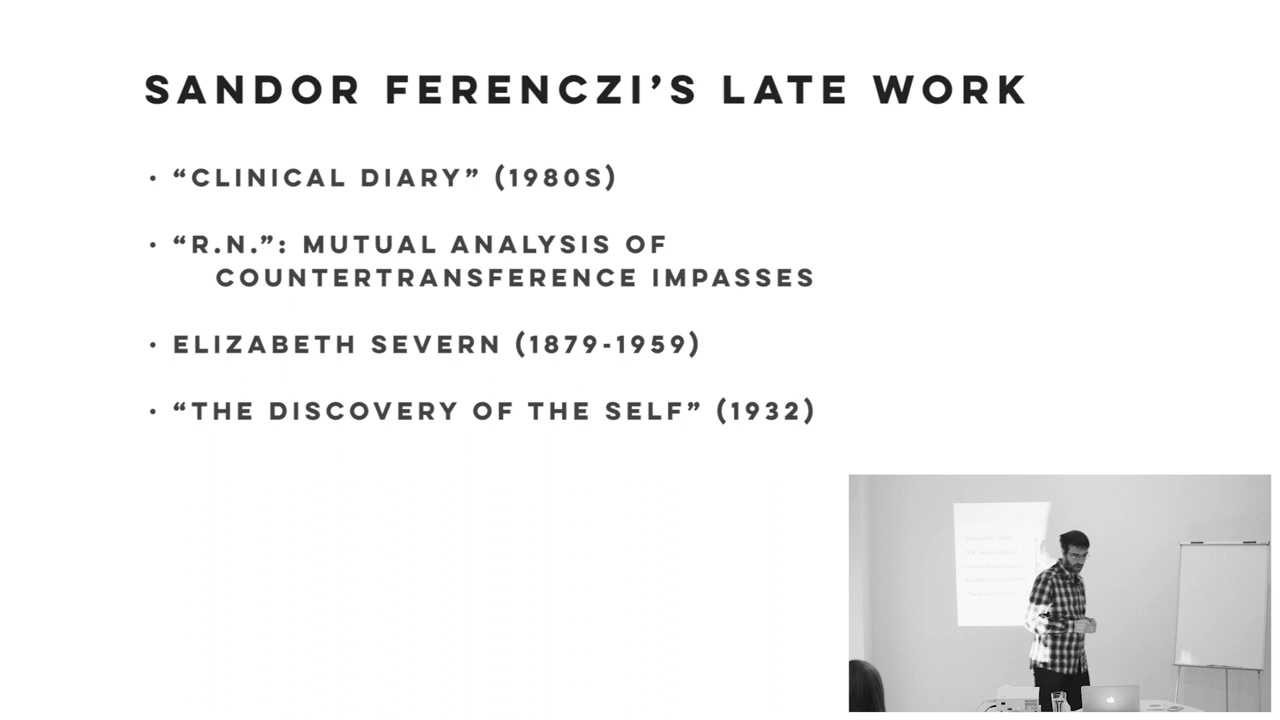 SANDOR FERENCZI’S LATE WORK
• “CLINICAL DIARY” (1980S)
• “R.N.”: MUTUAL ANALYSIS OF
COUNTERTRANSFERENCE IMPASSES
• ELIZABETH SEVERN (1879-1959)
• “THE DISCOVERY OF THE SELF” (1932)